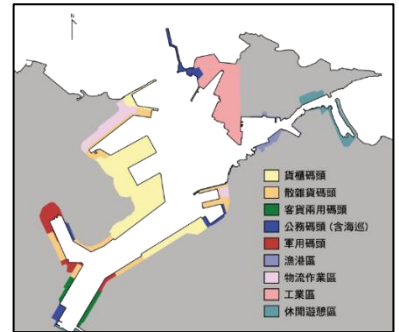 N
貨櫃碼頭
散雜貨碼頭
客貨兩用碼頭
公務碼頭 (含海巡)
軍用碼頭
漁港區
物流作業區
工業區
休閒遊憩區